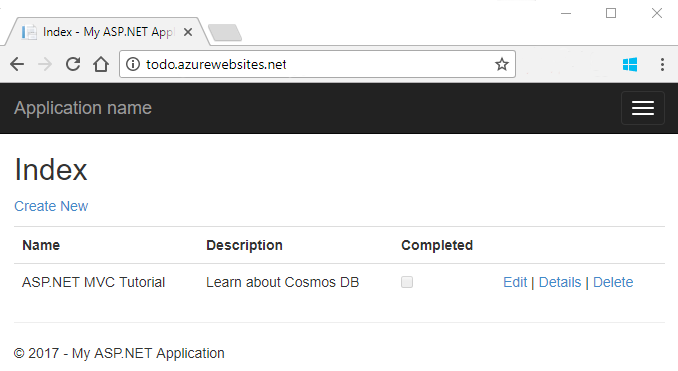 Index - My ASP.NET Appl
todo.azurewebsites.net
Application name
Index
Create New
Name Description Completed
ASP.NET MVC Tutorial Learn about Cosmos DB Edit | Details | Delete
© 2017 - My ASP.NET Application